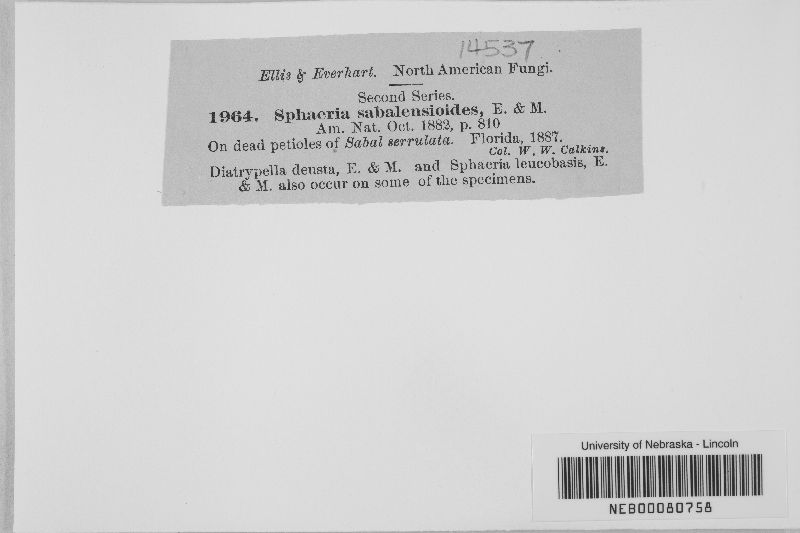 14537
Ellis & Everhart. North American Fungi.
Second Series.
1964. Sphaeria sabalensioides, E. & M.
Am. Nat. Oct. 1882, p. 810
On dead petioles of Sabal serrulata. Florida, 1887.
Col. W. W. Calkins.
Diatrypella deusta, E. & M. and Sphaeria leucobasis, E.
& M. also occur on some of the specimens.
University of Nebraska - Lincoln
NEB00080758